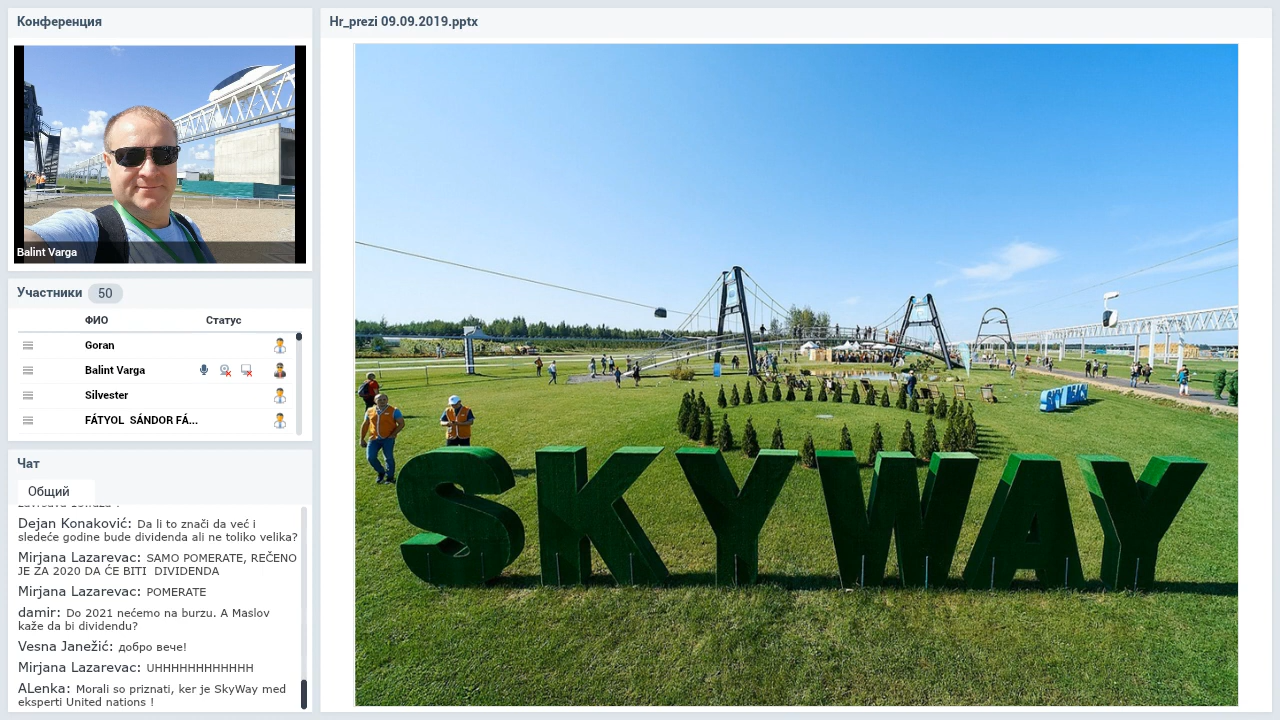 Конференция
Balint Varga
Участники 50
ФИО Статус
Goran
Balint Varga
Silvester
FÁTYOL SÁNDOR FÁ...
Чат
Общий
Dejan Konaković: Da li to znači da već i
sledeće godine bude dividenda ali ne toliko velika?
Mirjana Lazarevac: SAMO POMERATE, REČENO
JE ZA 2020 DA ĆE BITI DIVIDENDA
Mirjana Lazarevac: POMERATE
damir: Do 2021 nećemo na burzu. A Maslov
kaže da bi dividendu?
Vesna Janežić: добро вече!
Mirjana Lazarevac: UHHHHHHHHHHHH
ALenka: Morali so priznati, ker je SkyWay med
eksperti United nations !
Hr_prezi 09.09.2019.pptx
SKYWAY